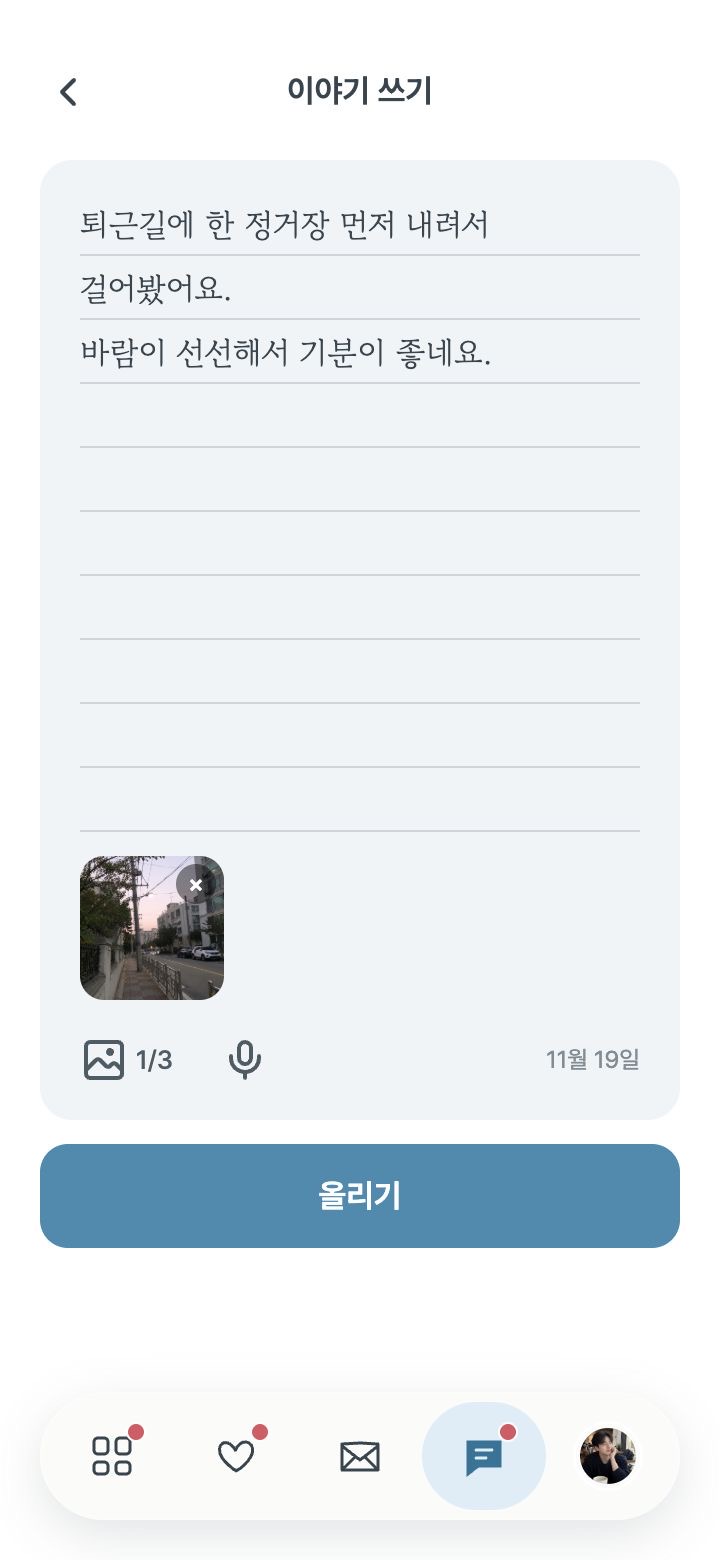 이야기 쓰기
퇴근길에 한 정거장 먼저 내려서
걸어봤어요.
바람이 선선해서 기분이 좋네요.
1/3
11월 19일
올리기